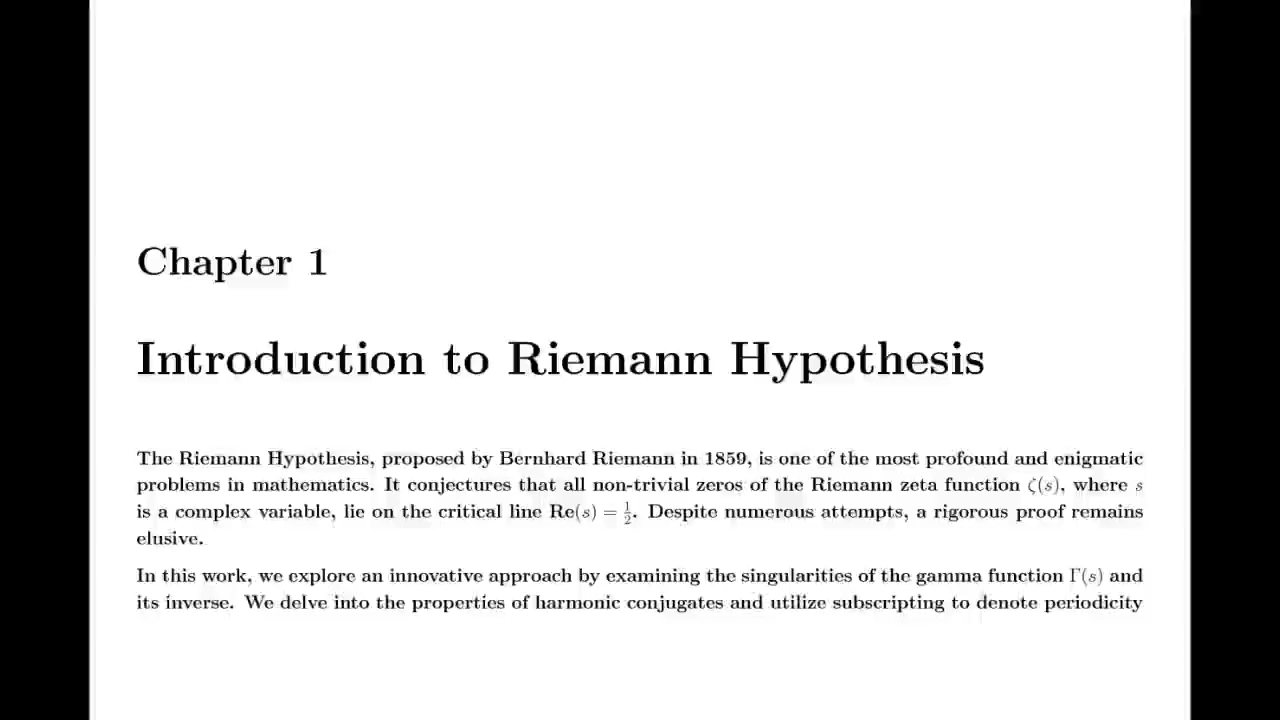 Chapter 1
Introduction to Riemann Hypothesis
The Riemann Hypothesis, proposed by Bernhard Riemann in 1859, is one of the most profound and enigmatic
problems in mathematics. It conjectures that all non-trivial zeros of the Riemann zeta function ζ(s), where s
is a complex variable, lie on the critical line Re(s) = 1/2. Despite numerous attempts, a rigorous proof remains
elusive.
In this work, we explore an innovative approach by examining the singularities of the gamma function Γ(s) and
its inverse. We delve into the properties of harmonic conjugates and utilize subscripting to denote periodicity